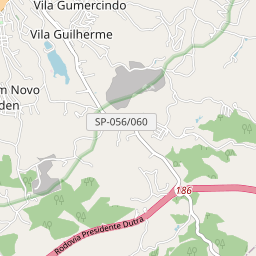 Vila Gumercindo
Vila Guilherme
m Novo
den
SP-056/060
186
Rodovia Presidente Dutra